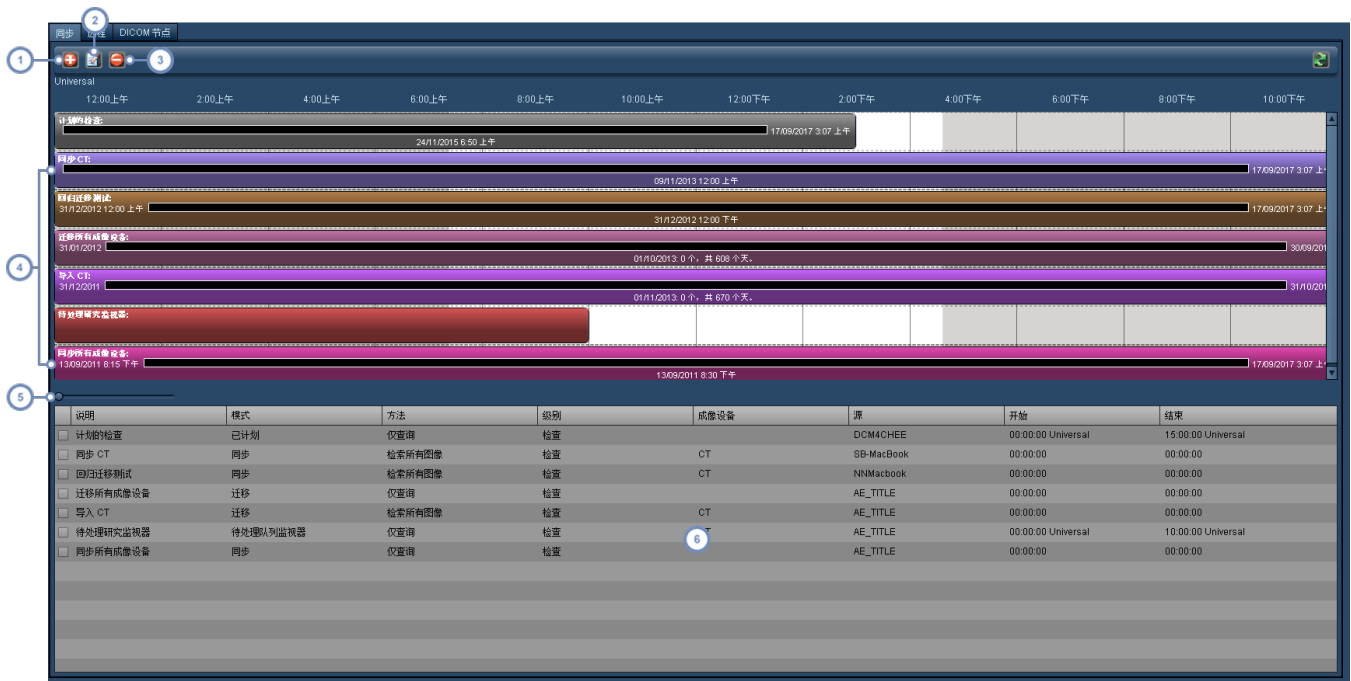 2
同步 DICOM 节点
1 3
Universal
12:00上午 2:00上午 4:00上午 6:00上午 8:00上午 10:00上午 12:00下午 2:00下午 4:00下午 6:00下午 8:00下午 10:00下午
计划的检查:
17/09/2017 3:07 上午
24/11/2015 6:50 上午
同步 CT:
17/09/2017 3:07 上
09/11/2013 12:00 上午
回归迁移测试:
31/12/2012 12:00 上午 17/09/2017 3:07 上
31/12/2012 12:00 下午
迁移所有成像设备:
31/01/2012 30/09/201
01/10/2013: 0 个，共 608 个天。
4
导入 CT:
31/12/2011 31/10/201
01/11/2013: 0 个，共 670 个天。
待处理研究监视器:
同步所有成像设备:
13/09/2011 8:15 下午 17/09/2017 3:07 上
13/09/2011 8:30 下午
5
说明 模式 方法 级别 成像设备 源 开始 结束
计划的检查 已计划 仅查询 检查 DCM4CHEE 00:00:00 Universal 15:00:00 Universal
同步 CT 同步 检索所有图像 检查 CT SB-MacBook 00:00:00 00:00:00
回归迁移测试 同步 检索所有图像 检查 CT NNMacbook 00:00:00 00:00:00
迁移所有成像设备 迁移 仅查询 检查 AE_TITLE 00:00:00 00:00:00
导入 CT 迁移 检索所有图像 检查 CT AE_TITLE 00:00:00 00:00:00
待处理研究监视器 待处理队列监视器 仅查询 检查 AE_TITLE 00:00:00 Universal 10:00:00 Universal
6
同步所有成像设备 同步 仅查询 检查 AE_TITLE 00:00:00 00:00:00